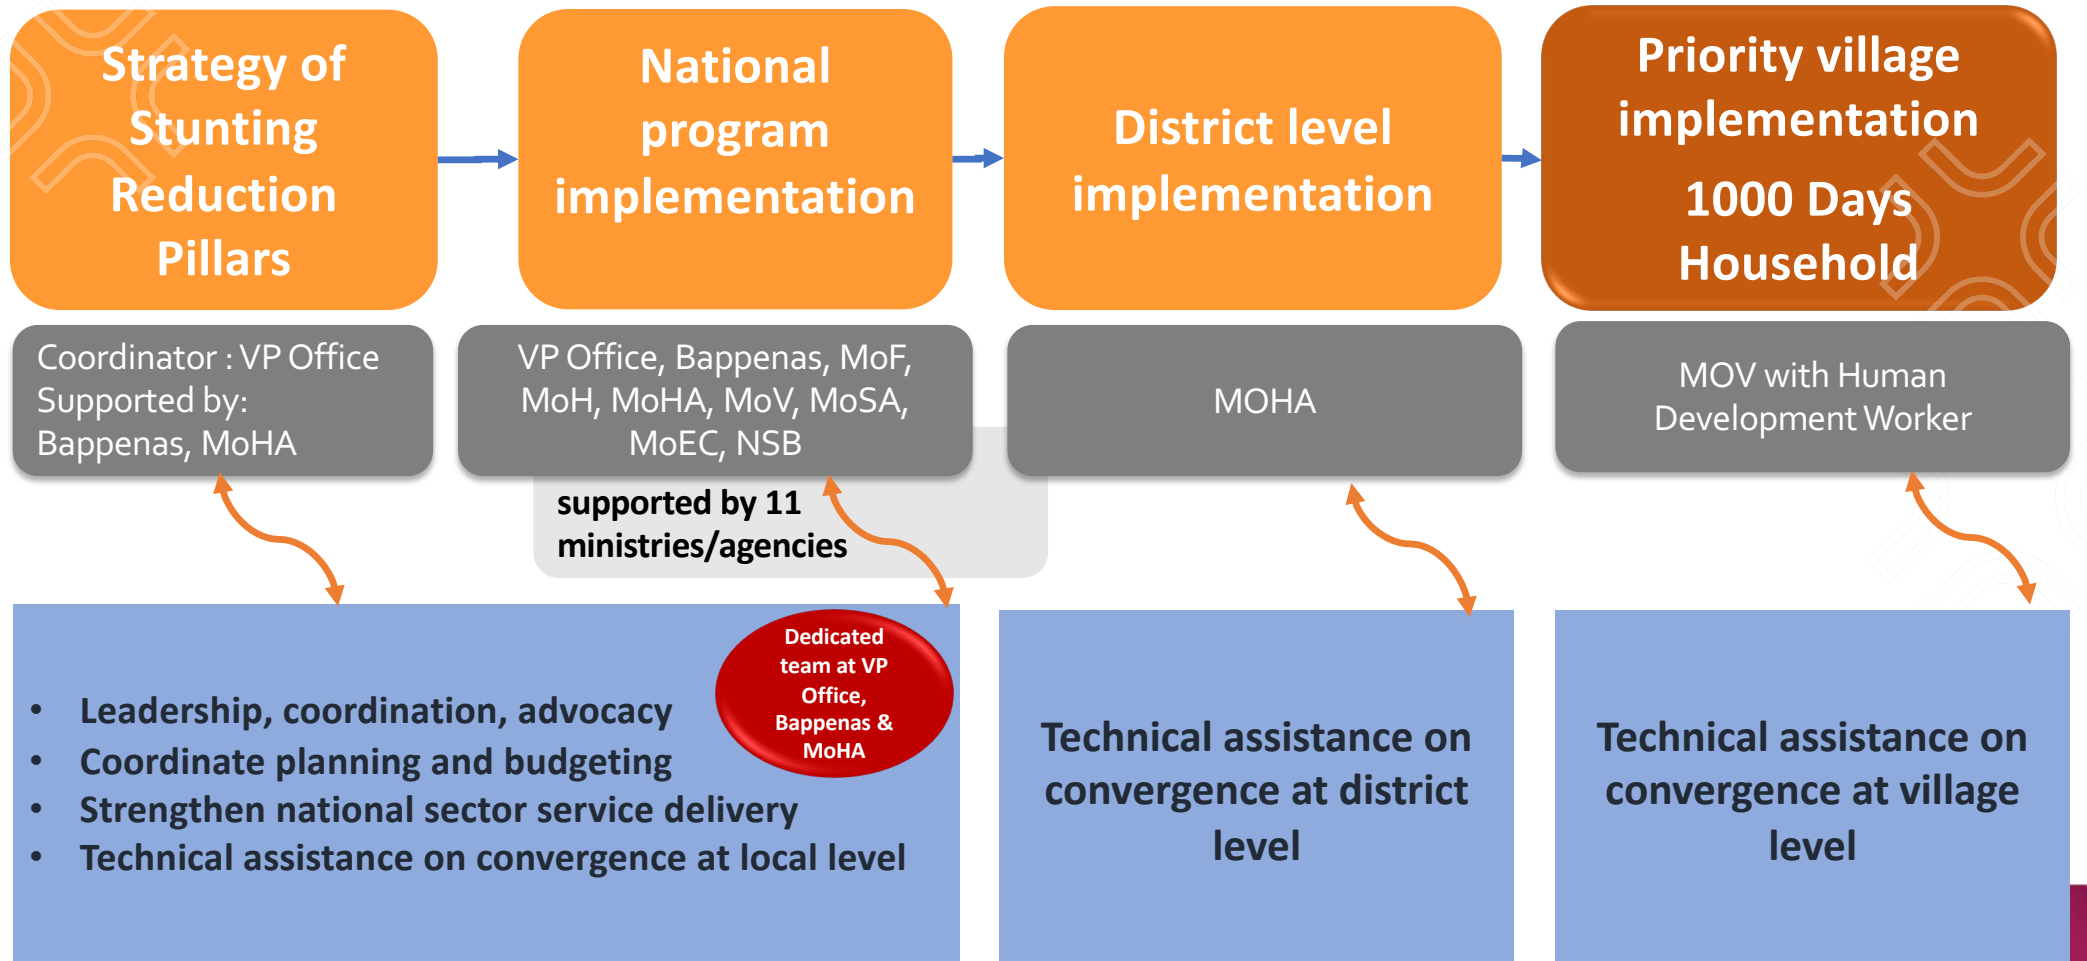 Strategy of
Stunting
Reduction
Pillars
National
program
implementation
District level
implementation
Priority village
implementation
1000 Days
Household
Coordinator : VP Office
Supported by:
Bappenas, MoHA
VP Office, Bappenas, MoF,
MoH, MoHA, MoV, MoSA,
MoEC, NSB
MOHA
MOV with Human
Development Worker
supported by 11
ministries/agencies
Dedicated
team at VP
Office,
Bappenas &
MoHA
• Leadership, coordination, advocacy
• Coordinate planning and budgeting
• Strengthen national sector service delivery
• Technical assistance on convergence at local level
Technical assistance on
convergence at district
level
Technical assistance on
convergence at village
level